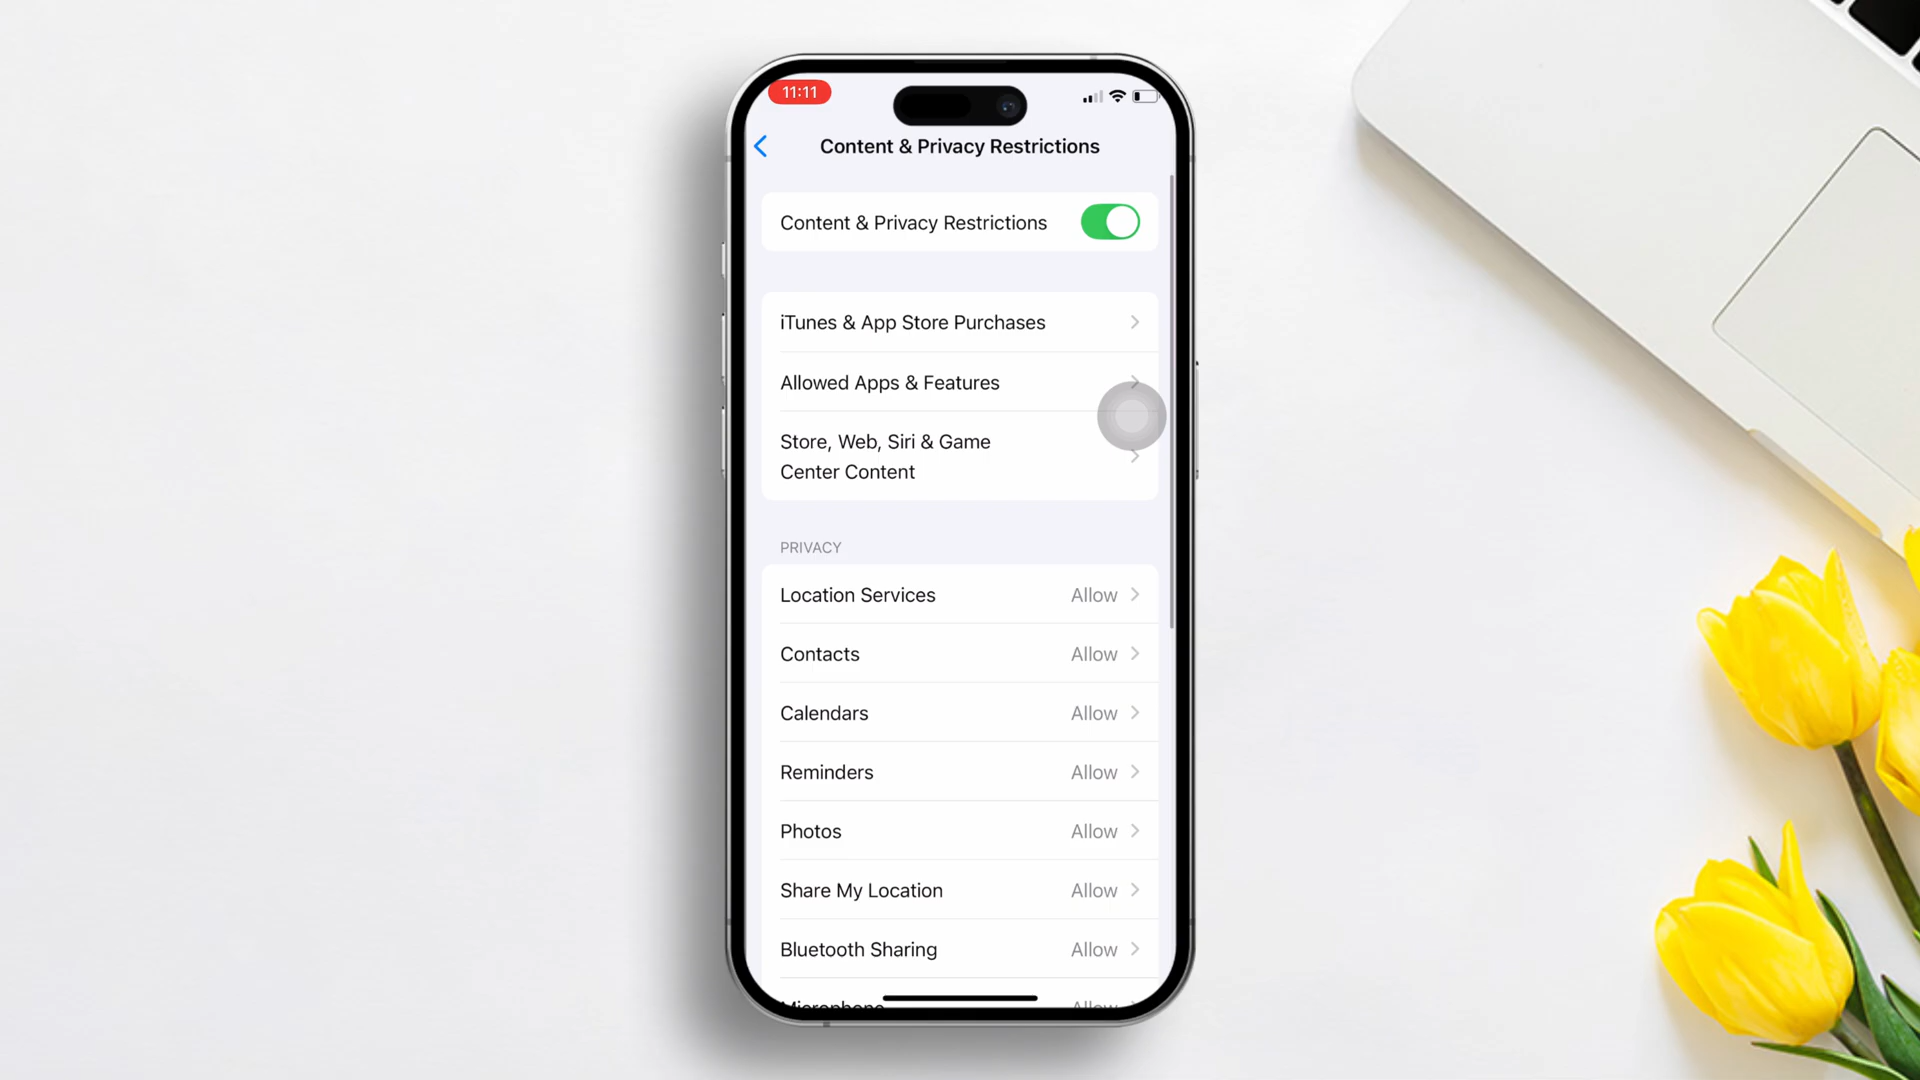 11:11
Content & Privacy Restrictions
Content & Privacy Restrictions
iTunes & App Store Purchases
Allowed Apps & Features
Store, Web, Siri & Game
Center Content
PRIVACY
Location Services Allow
Contacts Allow
Calendars Allow
Reminders Allow
Photos Allow
Share My Location Allow
Bluetooth Sharing Allow
Microphone Allow